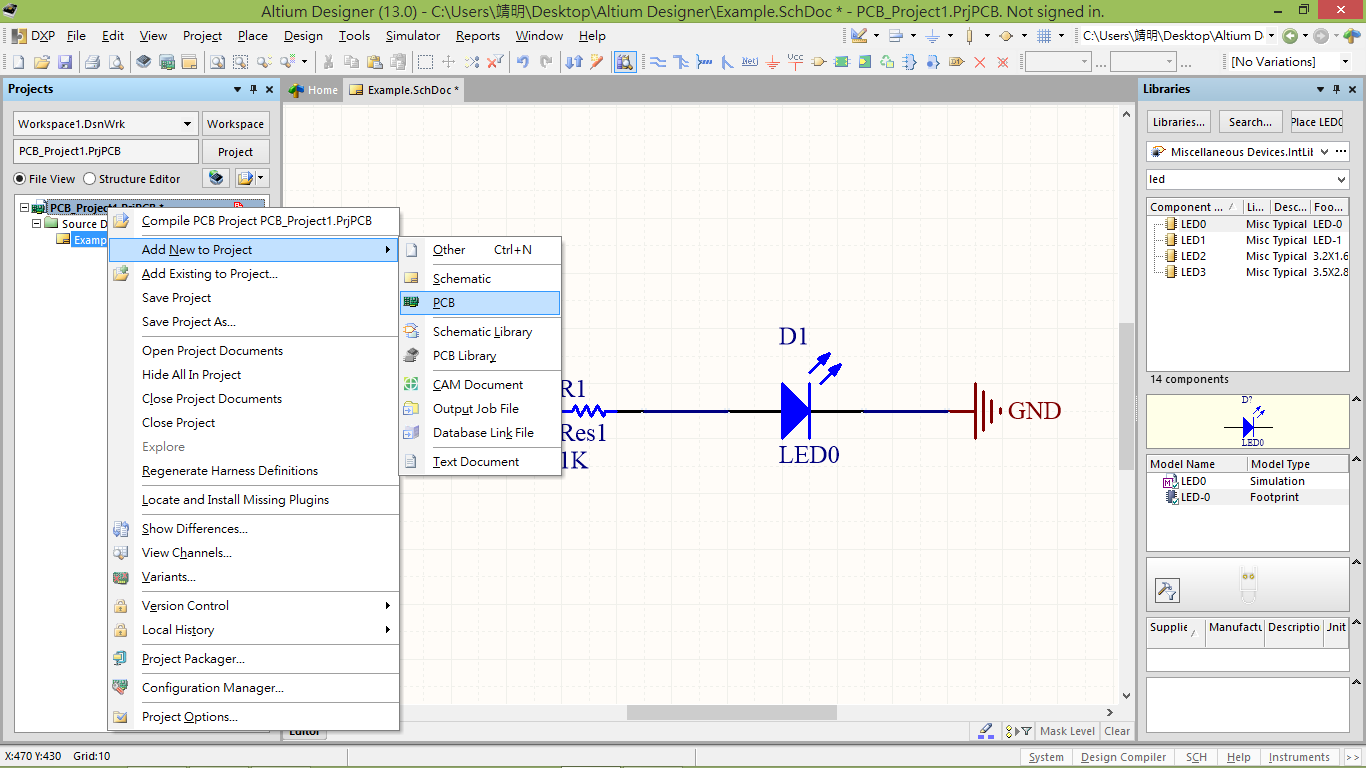 Altium Designer (13.0) - C:\Users\靖明\Desktop\Altium Designer\Example.SchDoc * - PCB_Project1.PrjPCB. Not signed in.
DXP File Edit View Project Place Design Tools Simulator Reports Window Help
C:\Users\靖明\Desktop\Altium D
Net Vcc
[No Variations]
Projects
Workspace1.DsnWrk
Workspace
PCB_Project1.PrjPCB
Project
File View
Structure Editor
PCB_Project1.PrjPCB *
Source D
Examp
Compile PCB Project PCB_Project1.PrjPCB
Add New to Project
Add Existing to Project...
Save Project
Save Project As...
Open Project Documents
Hide All In Project
Close Project Documents
Close Project
Explore
Regenerate Harness Definitions
Locate and Install Missing Plugins
Show Differences...
View Channels...
Variants...
Version Control
Local History
Project Packager...
Configuration Manager...
Project Options...
Other Ctrl+N
Schematic
PCB
Schematic Library
PCB Library
CAM Document
Output Job File
Database Link File
Text Document
Home
Example.SchDoc *
R1
Res1
1K
D1
LED0
GND
Editor
Mask Level
Clear
Libraries
Libraries...
Search...
Place LED0
Miscellaneous Devices.IntLib
led
Component ... Li... Desc... Foo...
LED0 Misc Typical LED-0
LED1 Misc Typical LED-1
LED2 Misc Typical 3.2X1.6
LED3 Misc Typical 3.5X2.8
14 components
D?
LED0
Model Name Model Type
LED0 Simulation
LED-0 Footprint
Supplie Manufactu Descriptio Unit
X:470 Y:430 Grid:10
System Design Compiler SCH Help Instruments >>